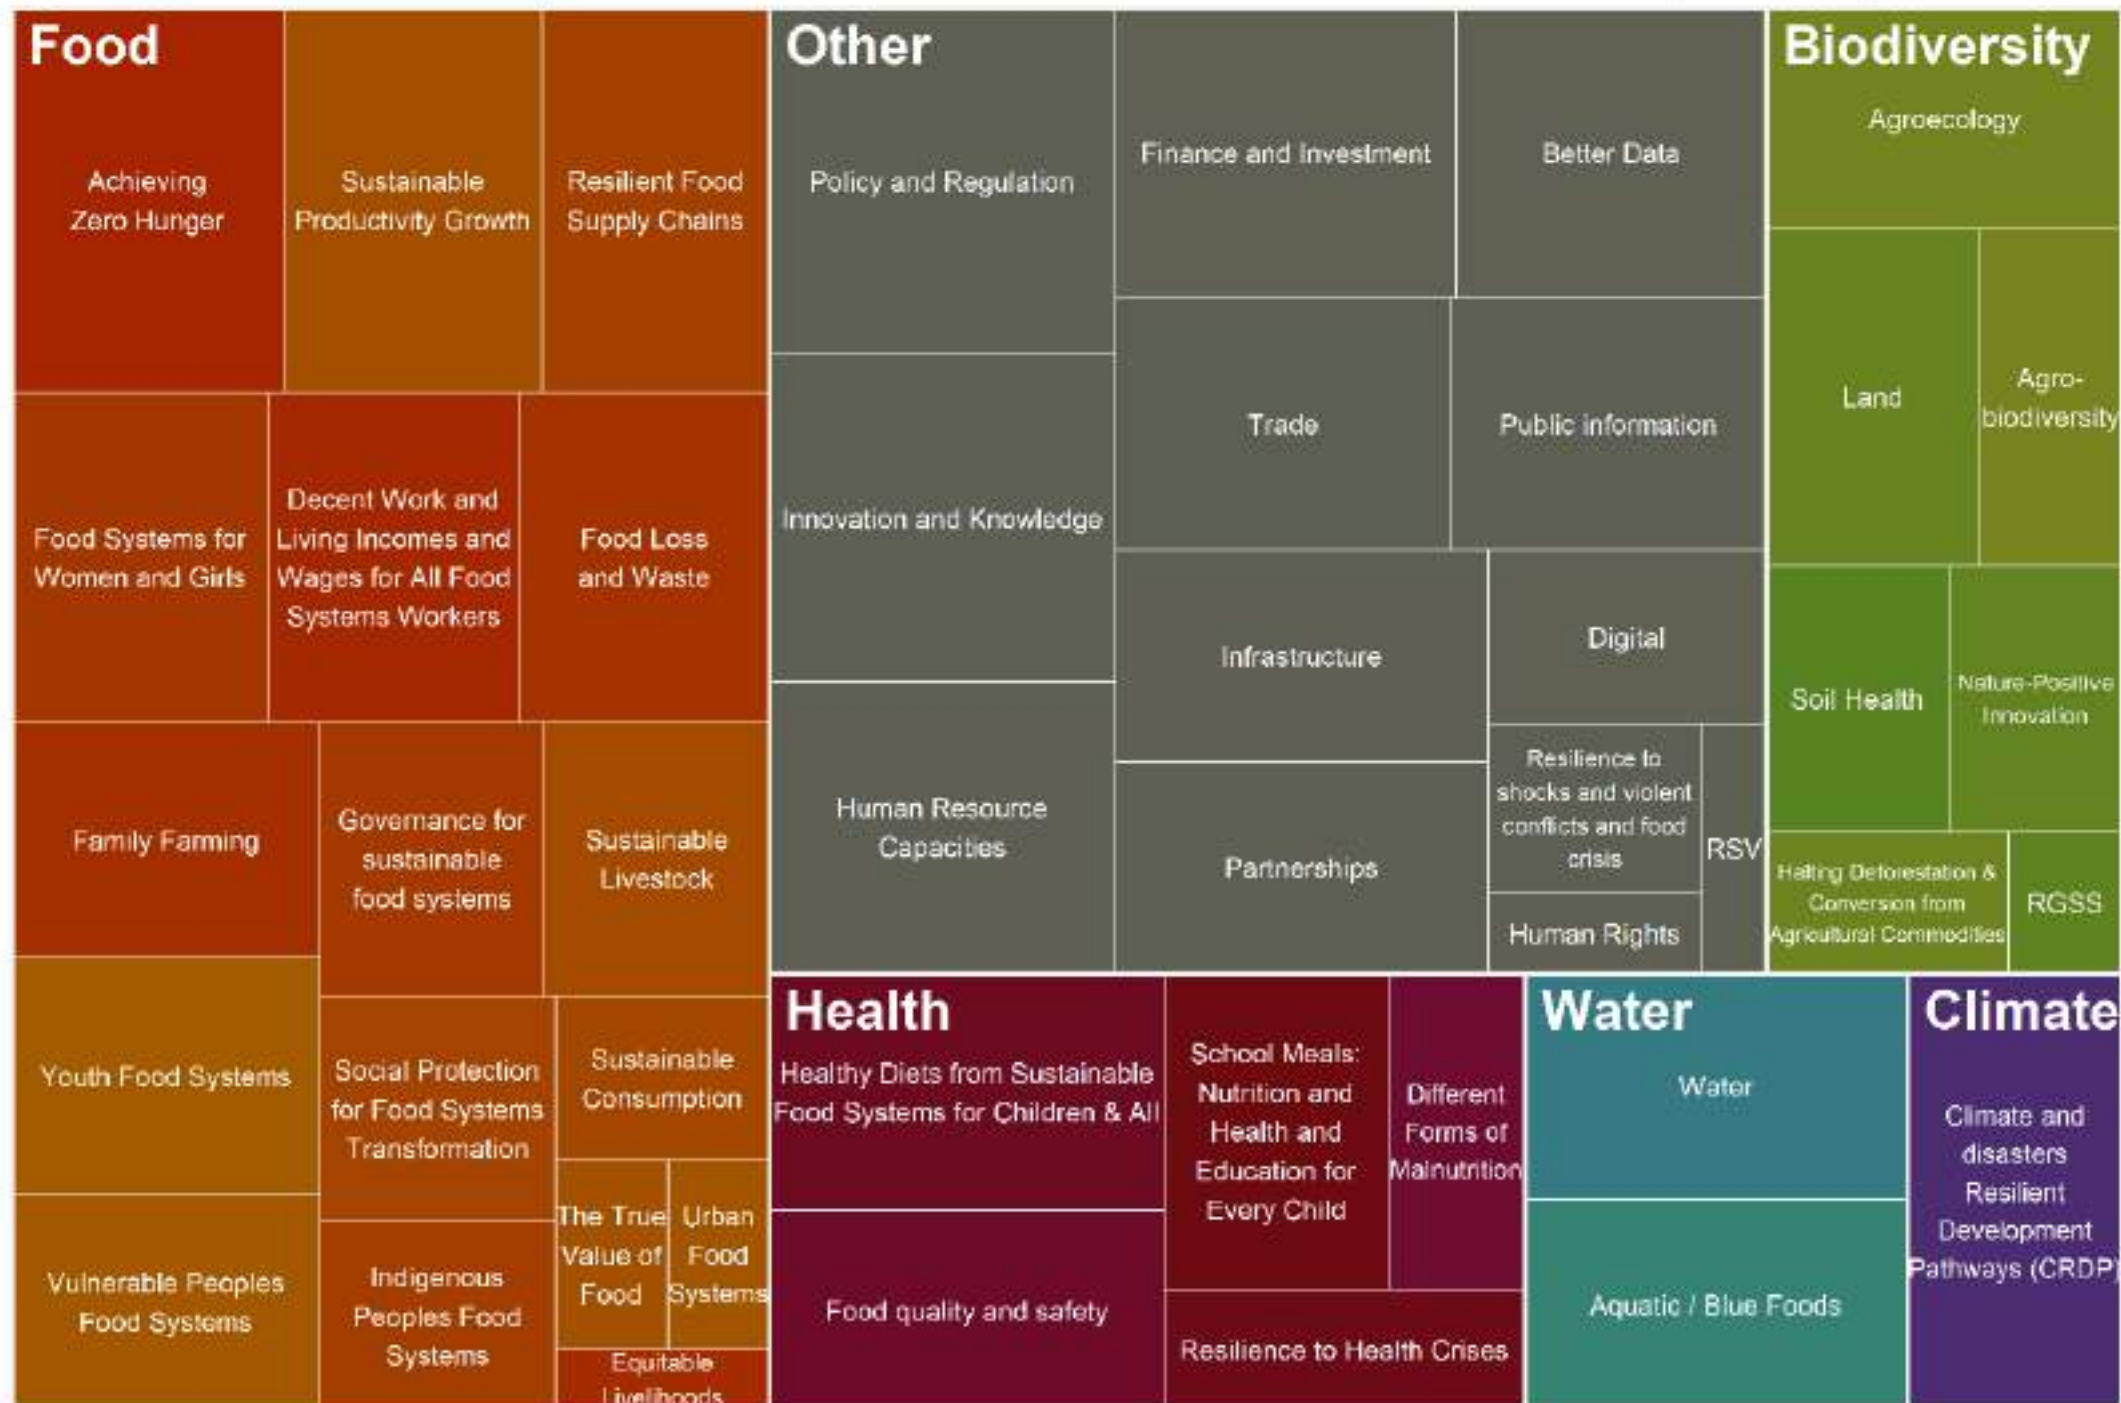 Food
Achieving
Zero Hunger
Sustainable
Productivity Growth
Resilient Food
Supply Chains
Food Systems for
Women and Girls
Decent Work and
Living Incomes and
Wages for All Food
Systems Workers
Food Loss
and Waste
Family Farming
Governance for
sustainable
food systems
Sustainable
Livestock
Youth Food Systems
Social Protection
for Food Systems
Transformation
Sustainable
Consumption
Vulnerable Peoples
Food Systems
Indigenous
Peoples Food
Systems
The True
Value of
Food
Urban
Food
Systems
Equitable
Livelihoods
Other
Policy and Regulation
Finance and Investment
Better Data
Innovation and Knowledge
Trade
Public information
Human Resource
Capacities
Infrastructure
Digital
Partnerships
Resilience to
shocks and violent
conflicts and food
crisis
RSV
Human Rights
Biodiversity
Agroecology
Land
Agro-
biodiversity
Soil Health
Nature-Positive
Innovation
Halting Deforestation &
Conversion from
Agricultural Commodities
RGSS
Health
Healthy Diets from Sustainable
Food Systems for Children & All
School Meals:
Nutrition and
Health and
Education for
Every Child
Different
Forms of
Malnutrition
Food quality and safety
Resilience to Health Crises
Water
Water
Aquatic / Blue Foods
Climate
Climate and
disasters
Resilient
Development
Pathways (CRDP)